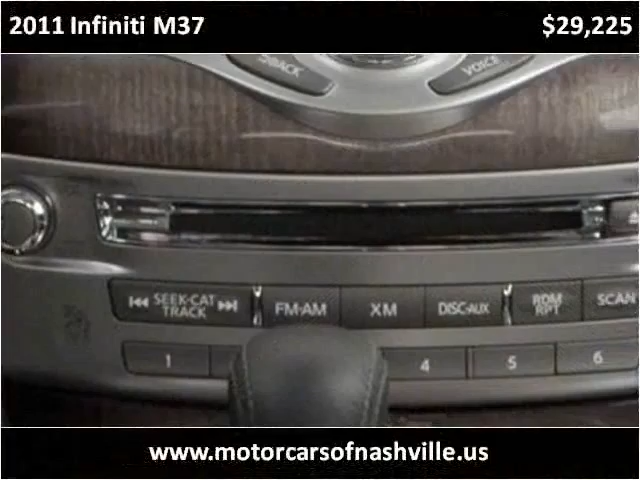 2011 Infiniti M37 $29,225
BACK VOICE
SEEK-CAT FM-AM XM DISC-AUX RDM SCAN
TRACK RPT
1 4 5 6
www.motorcarsofnashville.us